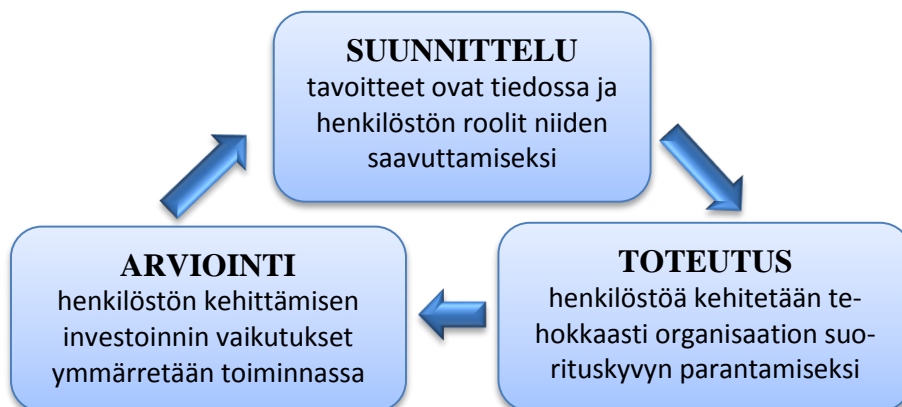 SUUNNITTELU
tavoitteet ovat tiedossa ja
henkilöstön roolit niiden
saavuttamiseksi
TOTEUTUS
henkilöstöä kehitetään te-
hokkaasti organisaation suo-
rituskyvyn parantamiseksi
ARVIOINTI
henkilöstön kehittämisen
investoinnin vaikutukset
ymmärretään toiminnassa